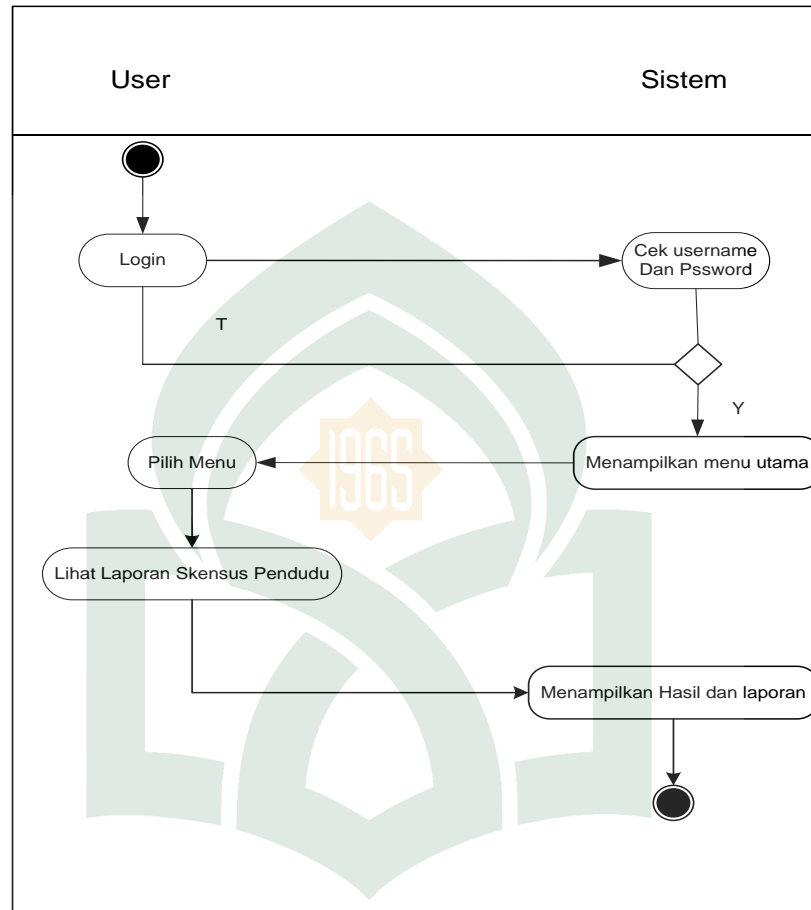 User
Sistem
Login
Cek username
Dan Pssword
T
Y
Pilih Menu
1965
Menampilkan menu utama
Lihat Laporan Skensus Pendudu
Menampilkan Hasil dan laporan